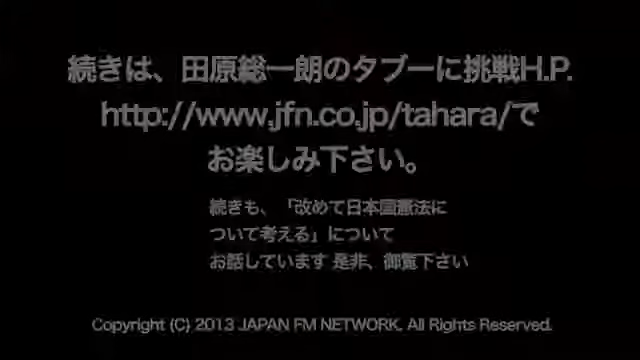 続きは、田原総一朗のタブーに挑戦H.P.
http://www.jfn.co.jp/tahara/で
お楽しみ下さい。
続きも、「改めて日本国憲法に
ついて考える」について
お話しています 是非、御覧下さい
Copyright (C) 2013 JAPAN FM NETWORK. All Rights Reserved.